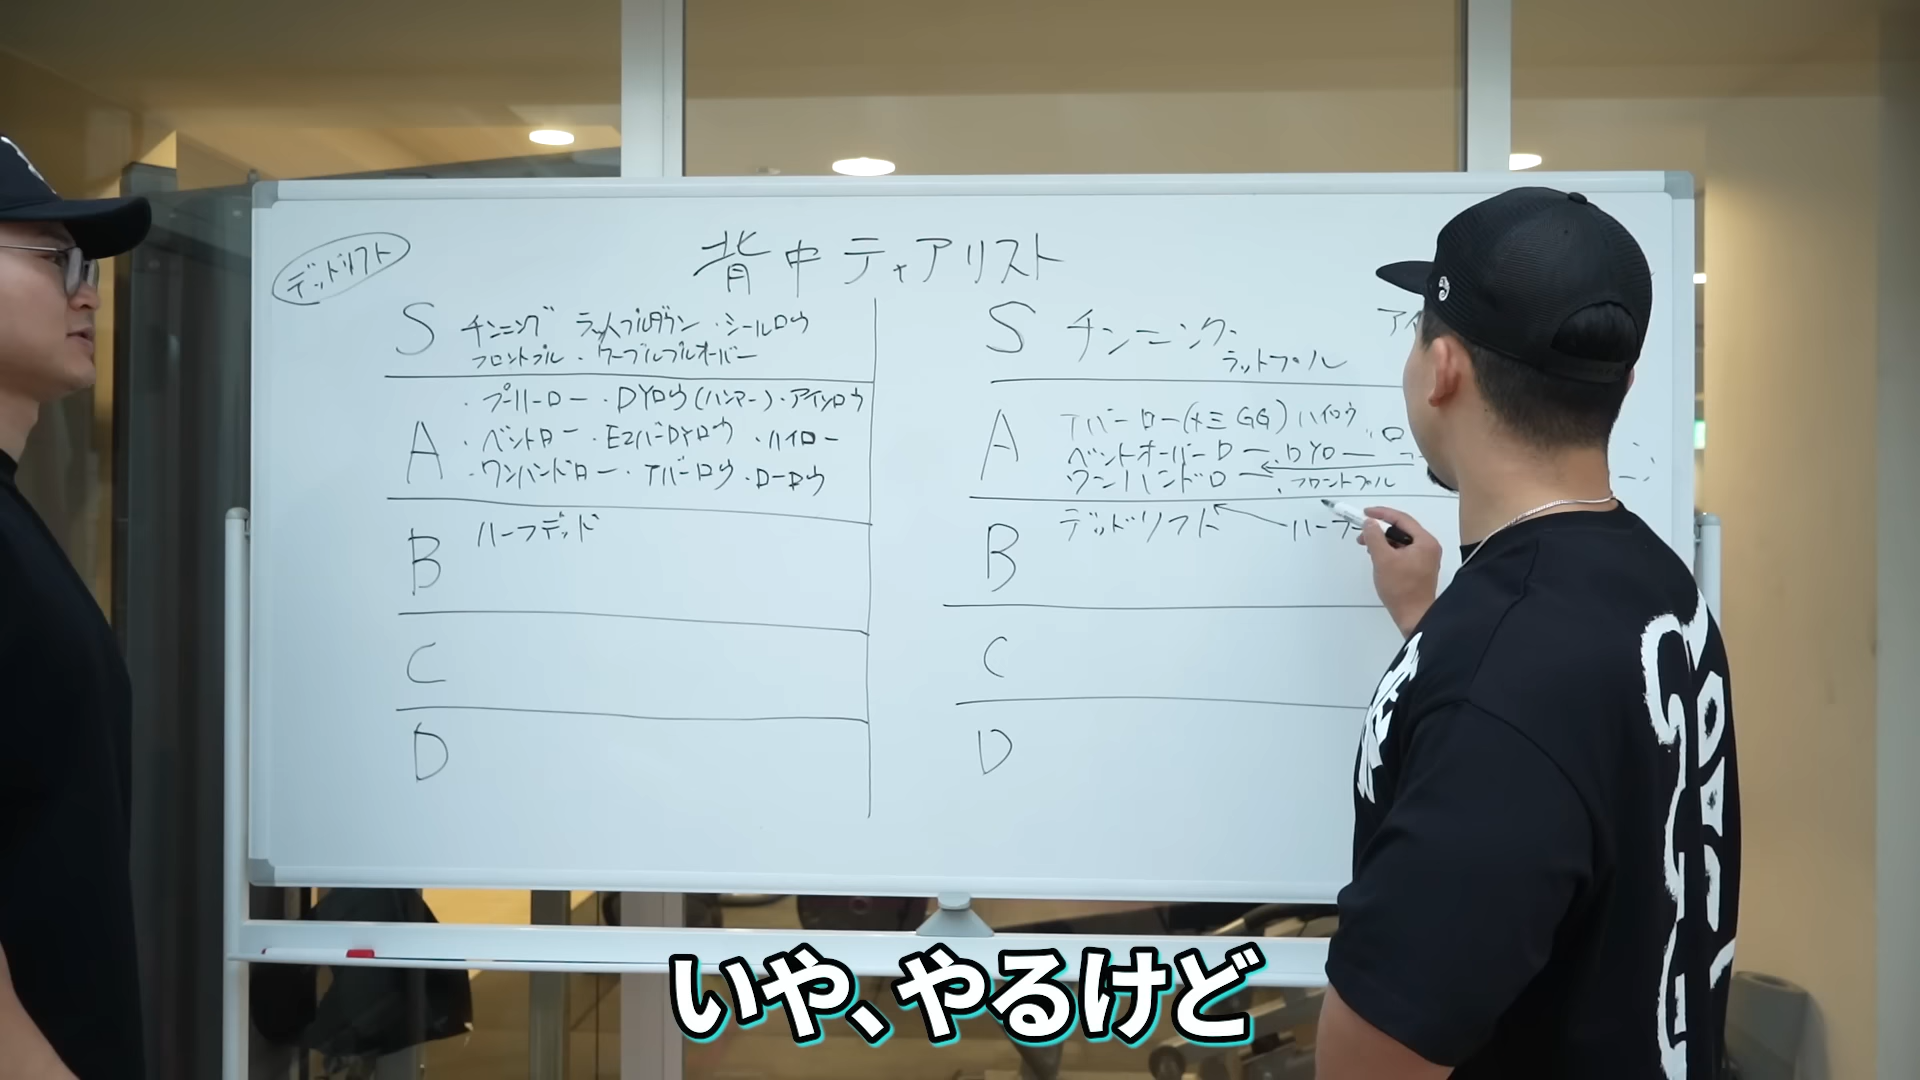 背中ティアリスト
デッドリフト
S チンニング ラットプルダウン・シールロウ
フロントプル・ケーブルプルオーバー
A ・プーリーロー・DYロウ(ハンマー)・アイソロウ
・ベントロー・EZバーDYロウ・ハイロー
・ワンハンドロー・Tバーロウ・ローロウ
B ハーフデッド
C
D
S チンニング・
ラットプル
A Tバーロー(メミGG) ハイロウ
ベントオーバーロー・DYロー
ワンハンドロー ・フロントプル
B デッドリフト ハーフ
C
D
いや、やるけど